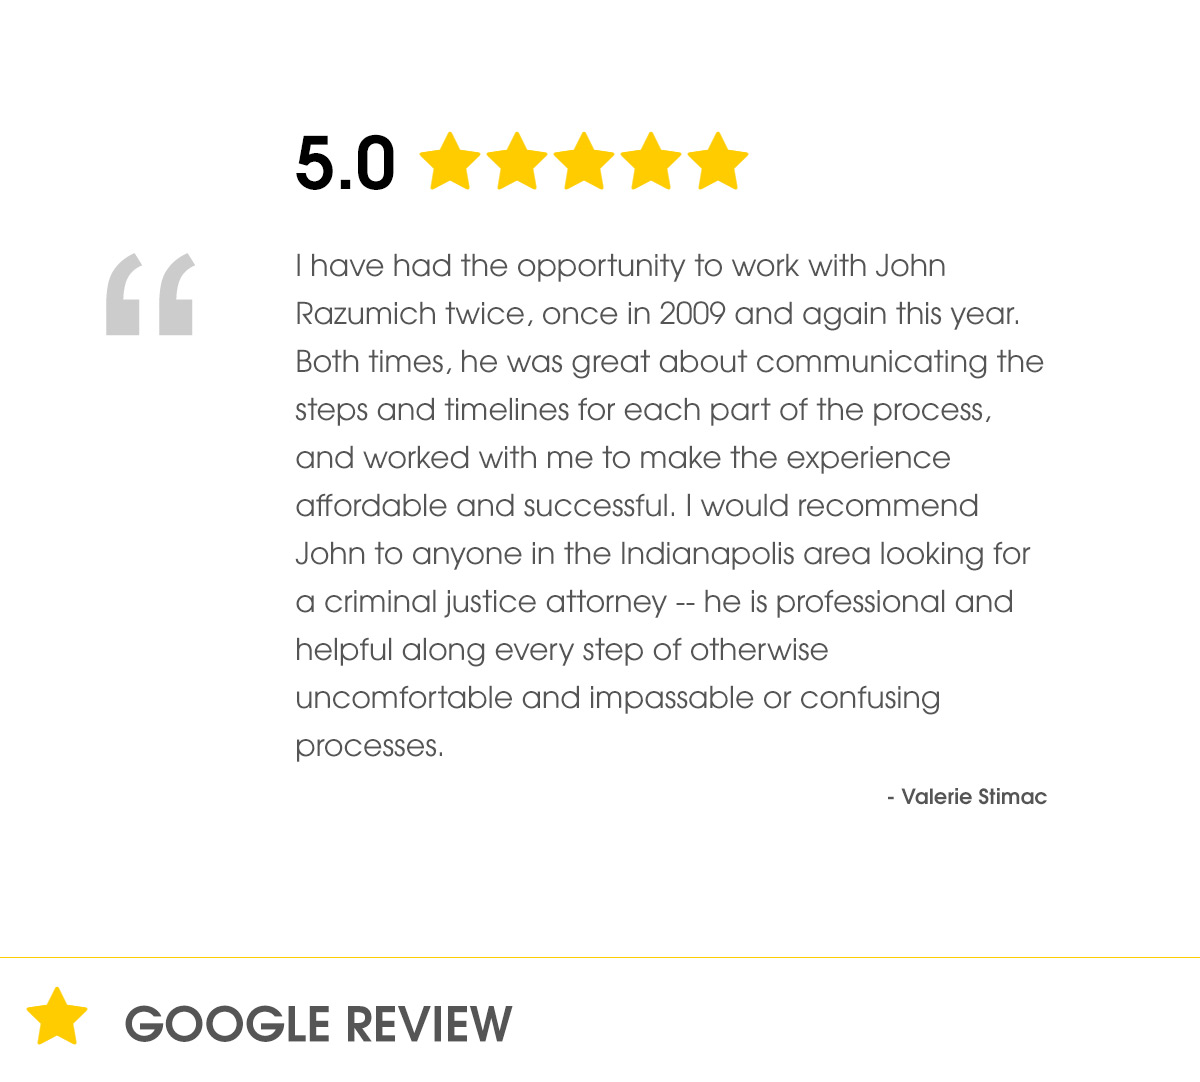 5.0
“
I have had the opportunity to work with John
Razumich twice, once in 2009 and again this year.
Both times, he was great about communicating the
steps and timelines for each part of the process,
and worked with me to make the experience
affordable and successful. I would recommend
John to anyone in the Indianapolis area looking for
a criminal justice attorney -- he is professional and
helpful along every step of otherwise
uncomfortable and impassable or confusing
processes.
- Valerie Stimac
GOOGLE REVIEW